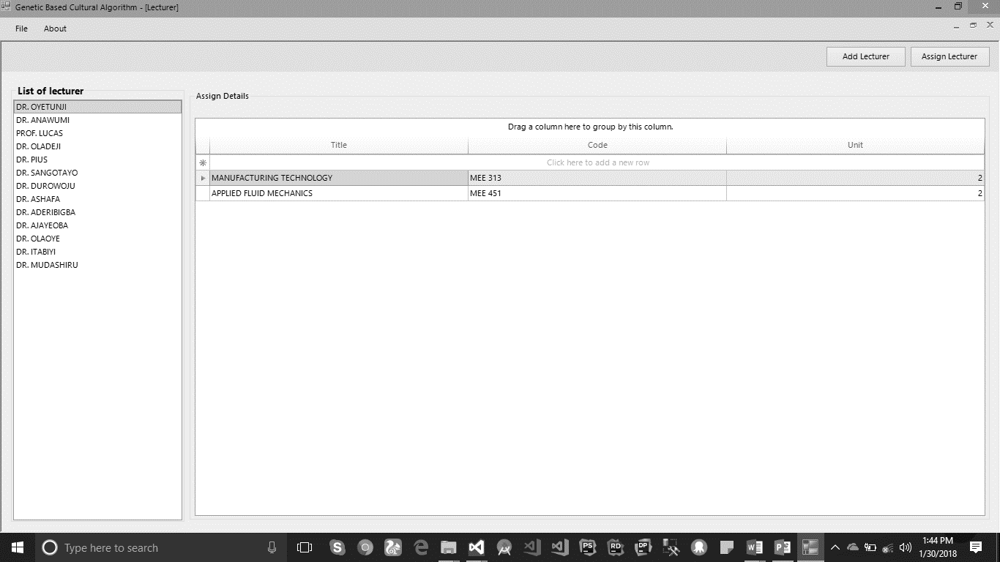 Genetic Based Cultural Algorithm - [Lecturer]
File About
Add Lecturer Assign Lecturer
List of lecturer
DR. OYETUNJI
DR. ANAWUMI
PROF. LUCAS
DR. OLADEJI
DR. PIUS
DR. SANGOTAYO
DR. DUROWOJU
DR. ASHAFA
DR. ADERIBIGBA
DR. AJAYEOBA
DR. OLAOYE
DR. ITABIYI
DR. MUDASHIRU
Assign Details
Drag a column here to group by this column.
Title Code Unit
Click here to add a new row
MANUFACTURING TECHNOLOGY MEE 313 2
APPLIED FLUID MECHANICS MEE 451 2
Type here to search
PS RD DP
1:44 PM
1/30/2018